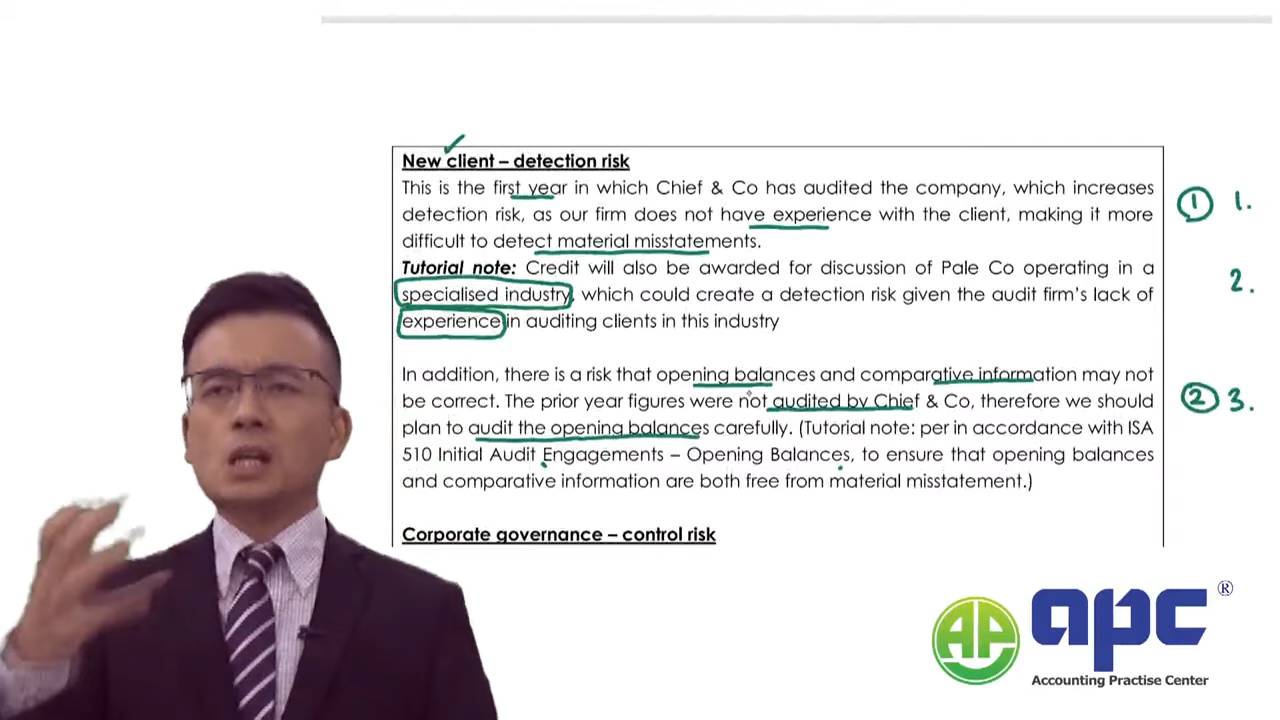 New client – detection risk
This is the first year in which Chief & Co has audited the company, which increases
detection risk, as our firm does not have experience with the client, making it more
difficult to detect material misstatements.
Tutorial note: Credit will also be awarded for discussion of Pale Co operating in a
specialised industry, which could create a detection risk given the audit firm's lack of
experience in auditing clients in this industry
In addition, there is a risk that opening balances and comparative information may not
be correct. The prior year figures were not audited by Chief & Co, therefore we should
plan to audit the opening balances carefully. (Tutorial note: per in accordance with ISA
510 Initial Audit Engagements – Opening Balances, to ensure that opening balances
and comparative information are both free from material misstatement.)
Corporate governance – control risk
① 1.
2.
② 3.
AP
apc®
Accounting Practise Center